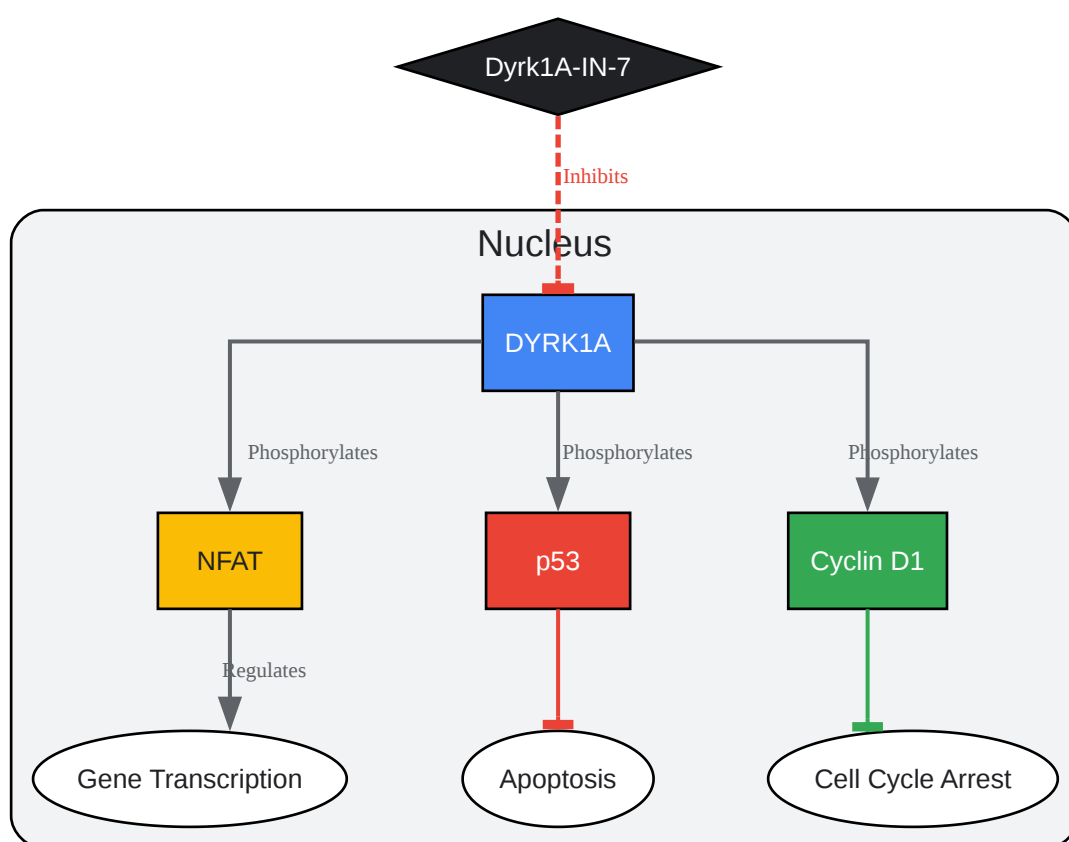 Dyrk1A-IN-7
Inhibits
Nucleus
DYRK1A
Phosphorylates
Phosphorylates
Phosphorylates
NFAT
p53
Cyclin D1
Regulates
Gene Transcription
Apoptosis
Cell Cycle Arrest